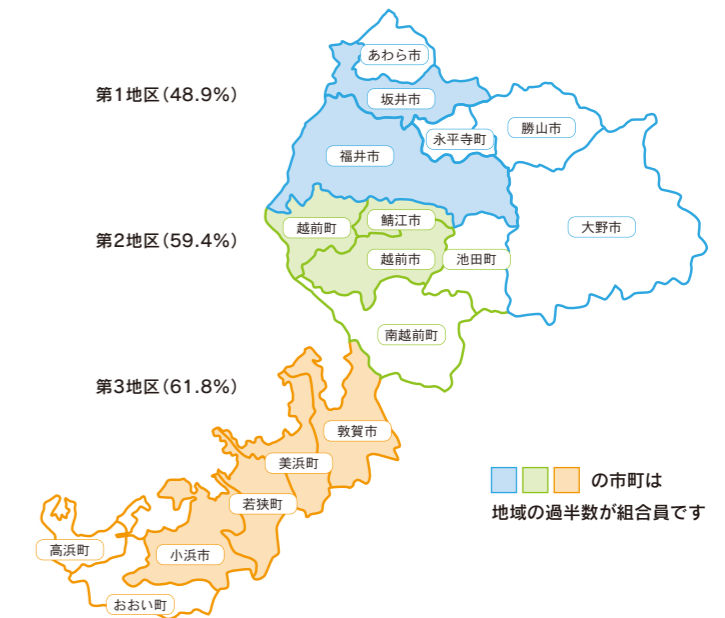 あわら市
第1地区(48.9%)
坂井市
勝山市
永平寺町
福井市
鯖江市
越前町
大野市
第2地区(59.4%)
越前市
池田町
南越前町
第3地区(61.8%)
敦賀市
美浜町
の市町は
地域の過半数が組合員です
若狭町
高浜町
小浜市
おおい町